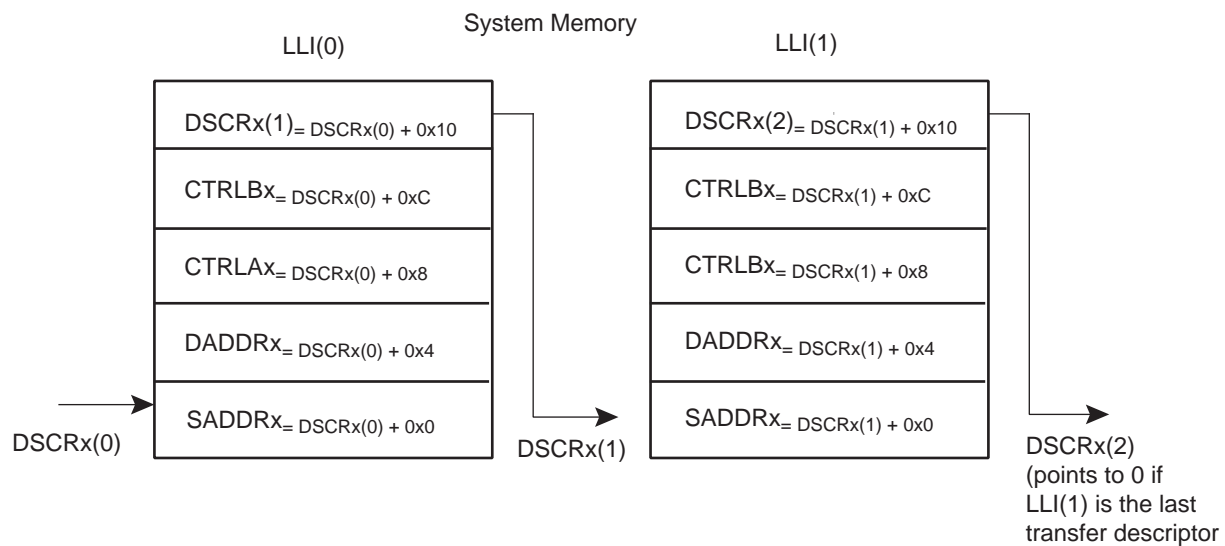 System Memory
LLI(0)
LLI(1)
DSCRx(1)= DSCRx(0) + 0x10
CTRLBx= DSCRx(0) + 0xC
CTRLAx= DSCRx(0) + 0x8
DADDRx= DSCRx(0) + 0x4
SADDRx= DSCRx(0) + 0x0
DSCRx(0)
DSCRx(1)
DSCRx(2)= DSCRx(1) + 0x10
CTRLBx= DSCRx(1) + 0xC
CTRLBx= DSCRx(1) + 0x8
DADDRx= DSCRx(1) + 0x4
SADDRx= DSCRx(1) + 0x0
DSCRx(2)
(points to 0 if
LLI(1) is the last
transfer descriptor